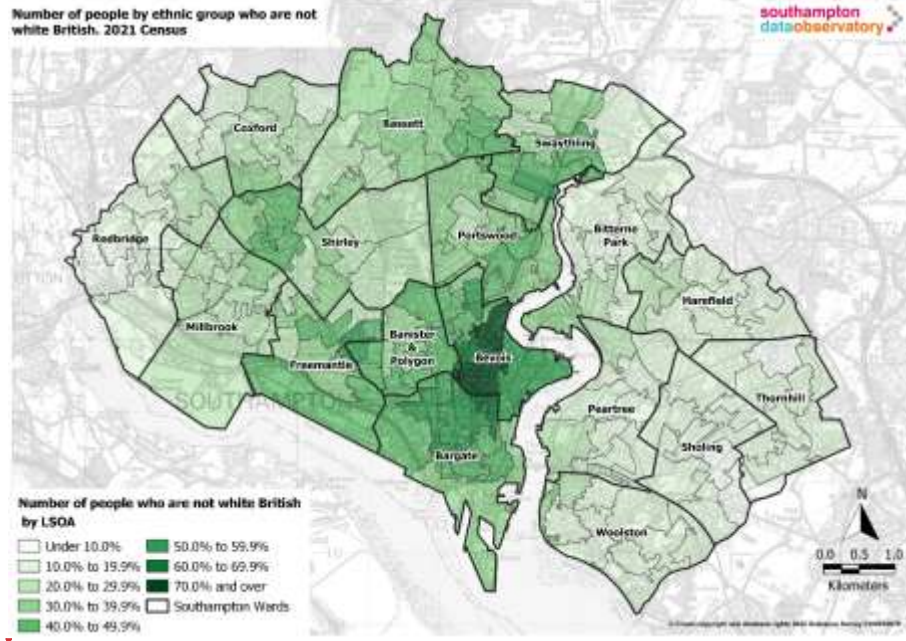 Number of people by ethnic group who are not
white British. 2021 Census
southampton
dataobservatory
Coxford
Bassett
Swaythling
Redbridge
Shirley
Portswood
Bitterne
Park
Harefield
Millbrook
Banister
&
Polygon
Freemantle
Bevois
SOUTHAMPTON
Peartree
Thornhill
Sholing
Bargate
Woolston
Number of people who are not white British
by LSOA
Under 10.0%
10.0% to 19.9%
20.0% to 29.9%
30.0% to 39.9%
40.0% to 49.9%
50.0% to 59.9%
60.0% to 69.9%
70.0% and over
Southampton Wards
N
0.0 0.5 1.0
Kilometers